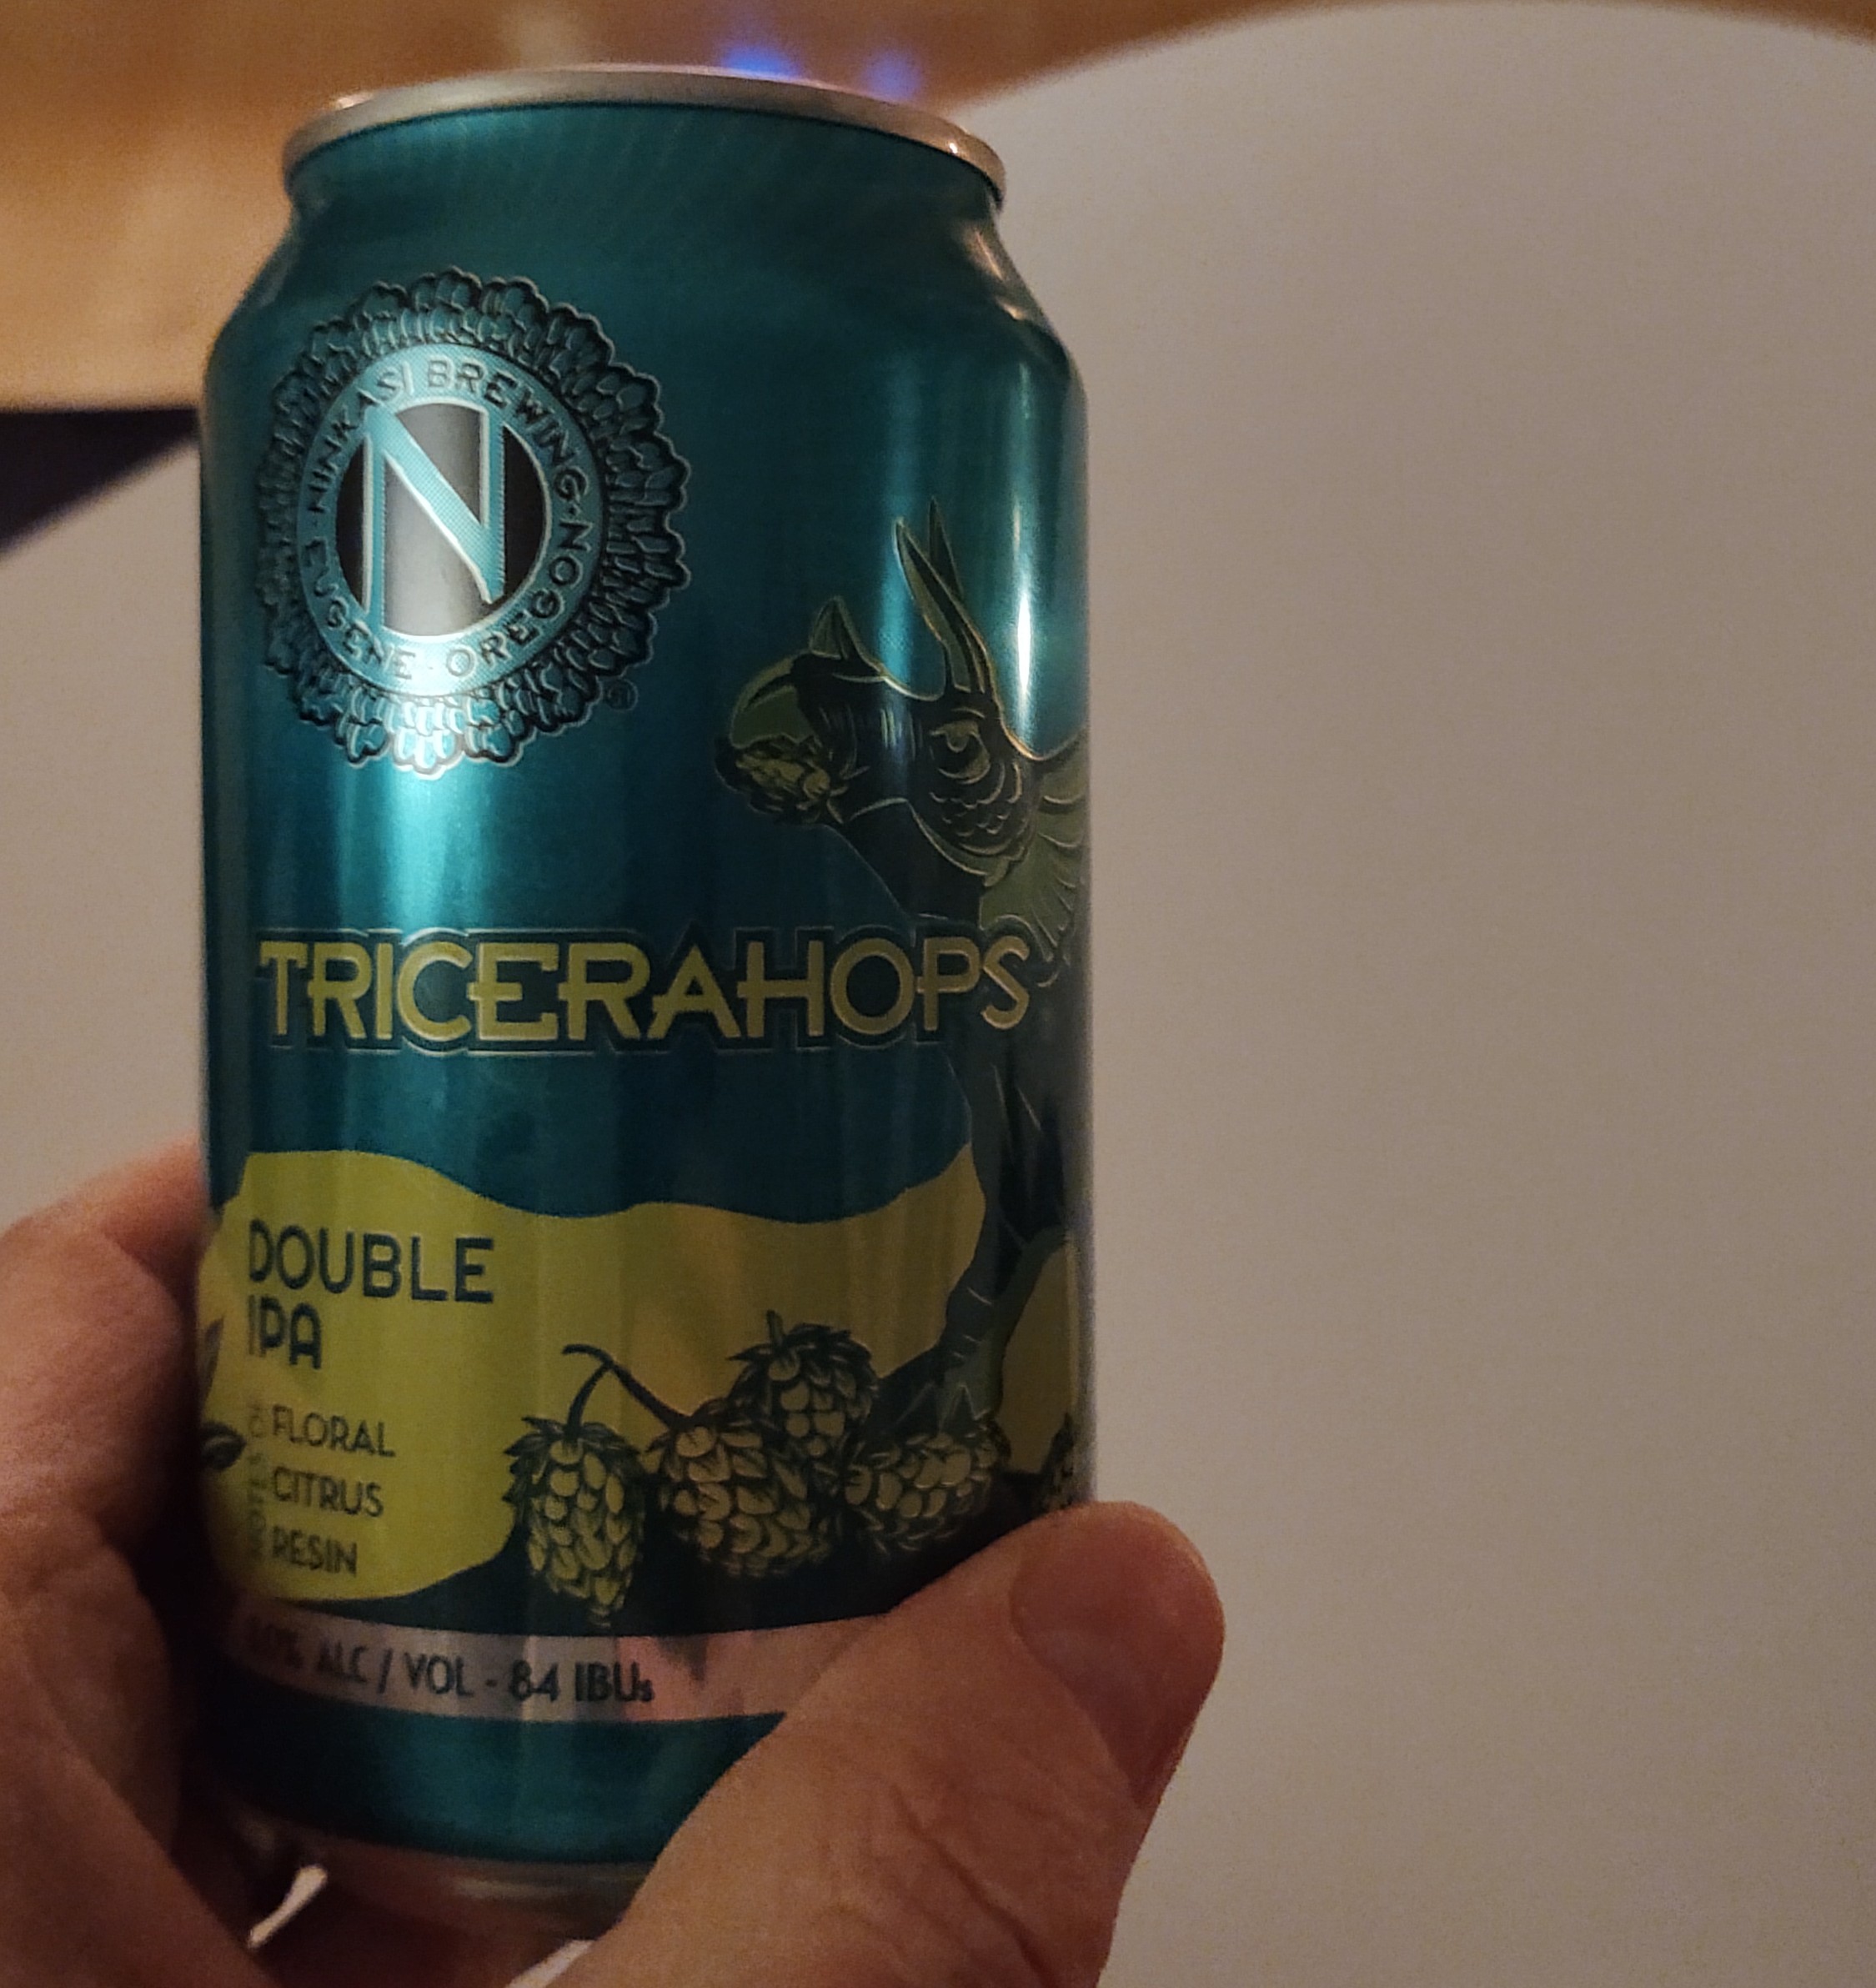 NINKASI BREWING · EUGENE · OREGON ·
N
®
TRICERAHOPS
DOUBLE
IPA
FLORAL
CITRUS
RESIN
ALC / VOL - 84 IBUs